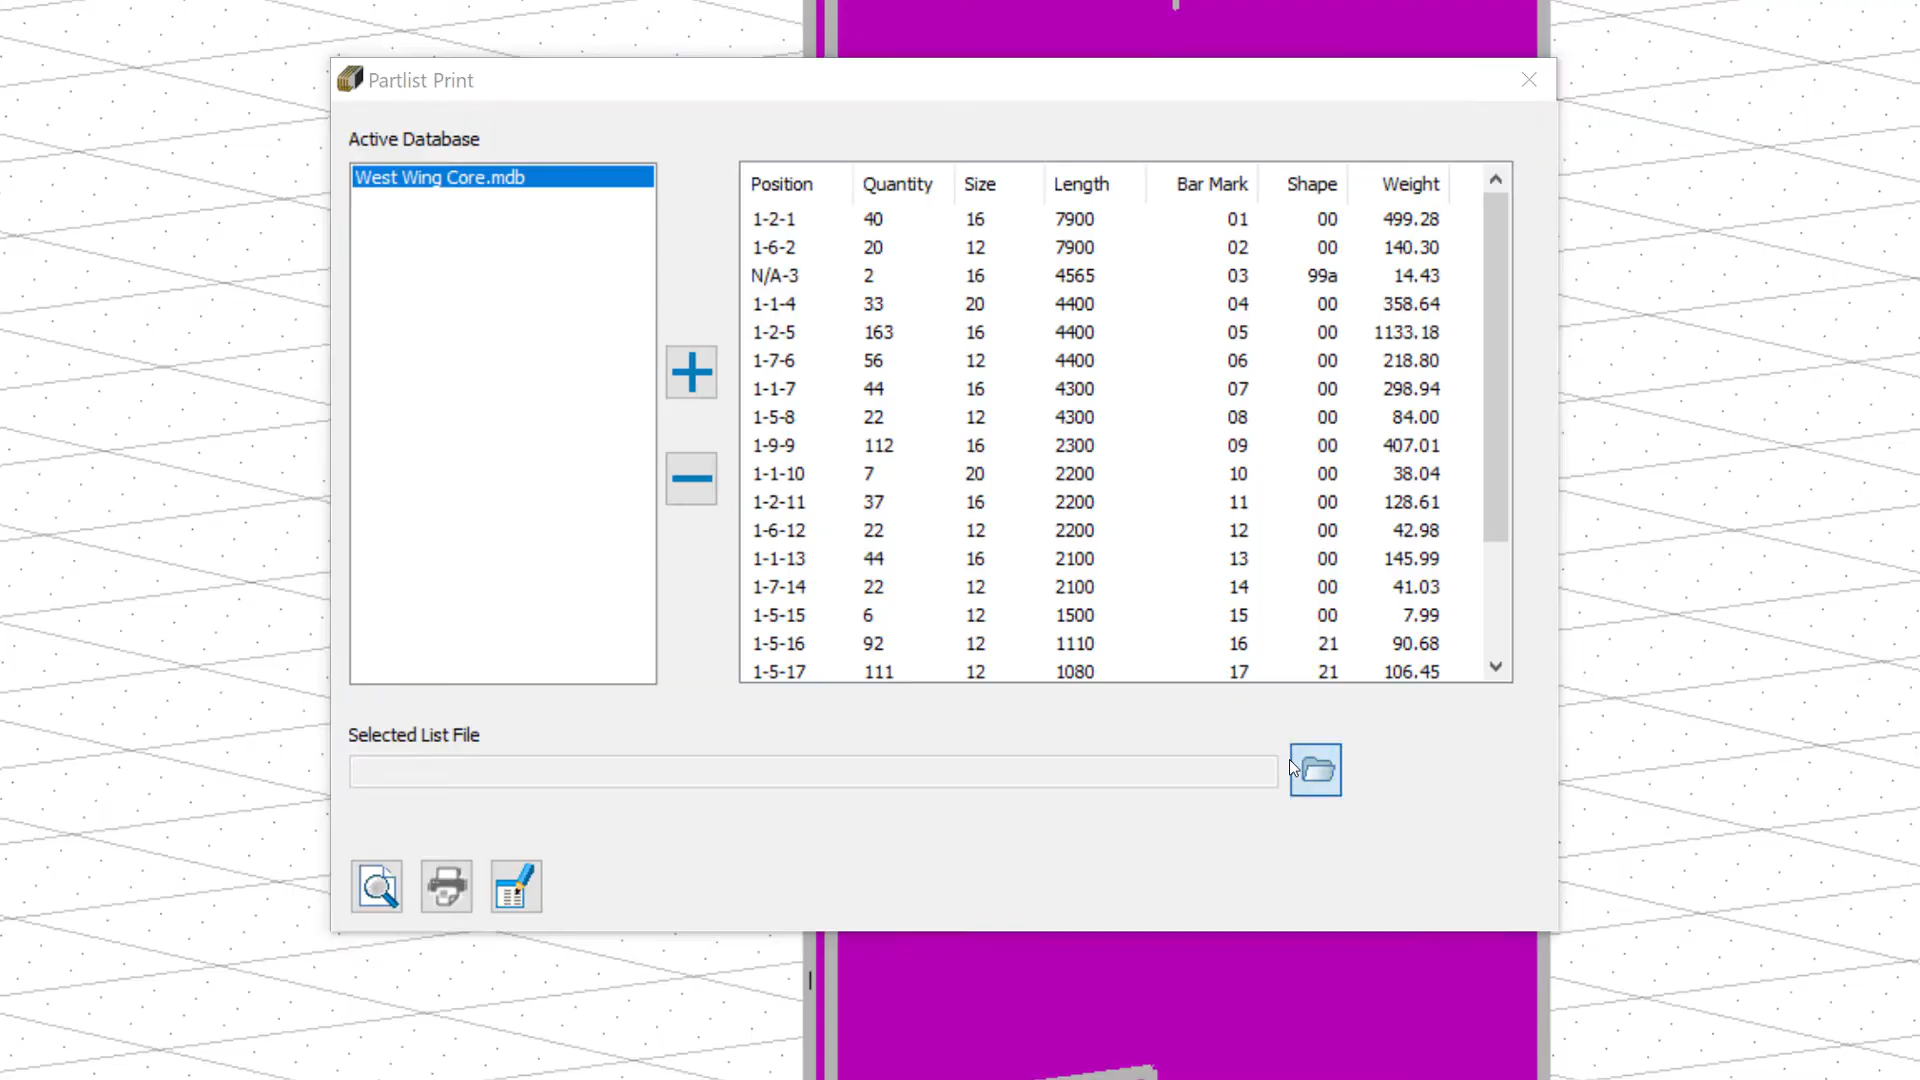 Partlist Print
Active Database
West Wing Core.mdb
Position Quantity Size Length Bar Mark Shape Weight
1-2-1 40 16 7900 01 00 499.28
1-6-2 20 12 7900 02 00 140.30
N/A-3 2 16 4565 03 99a 14.43
1-1-4 33 20 4400 04 00 358.64
1-2-5 163 16 4400 05 00 1133.18
1-7-6 56 12 4400 06 00 218.80
1-1-7 44 16 4300 07 00 298.94
1-5-8 22 12 4300 08 00 84.00
1-9-9 112 16 2300 09 00 407.01
1-1-10 7 20 2200 10 00 38.04
1-2-11 37 16 2200 11 00 128.61
1-6-12 22 12 2200 12 00 42.98
1-1-13 44 16 2100 13 00 145.99
1-7-14 22 12 2100 14 00 41.03
1-5-15 6 12 1500 15 00 7.99
1-5-16 92 12 1110 16 21 90.68
1-5-17 111 12 1080 17 21 106.45
Selected List File